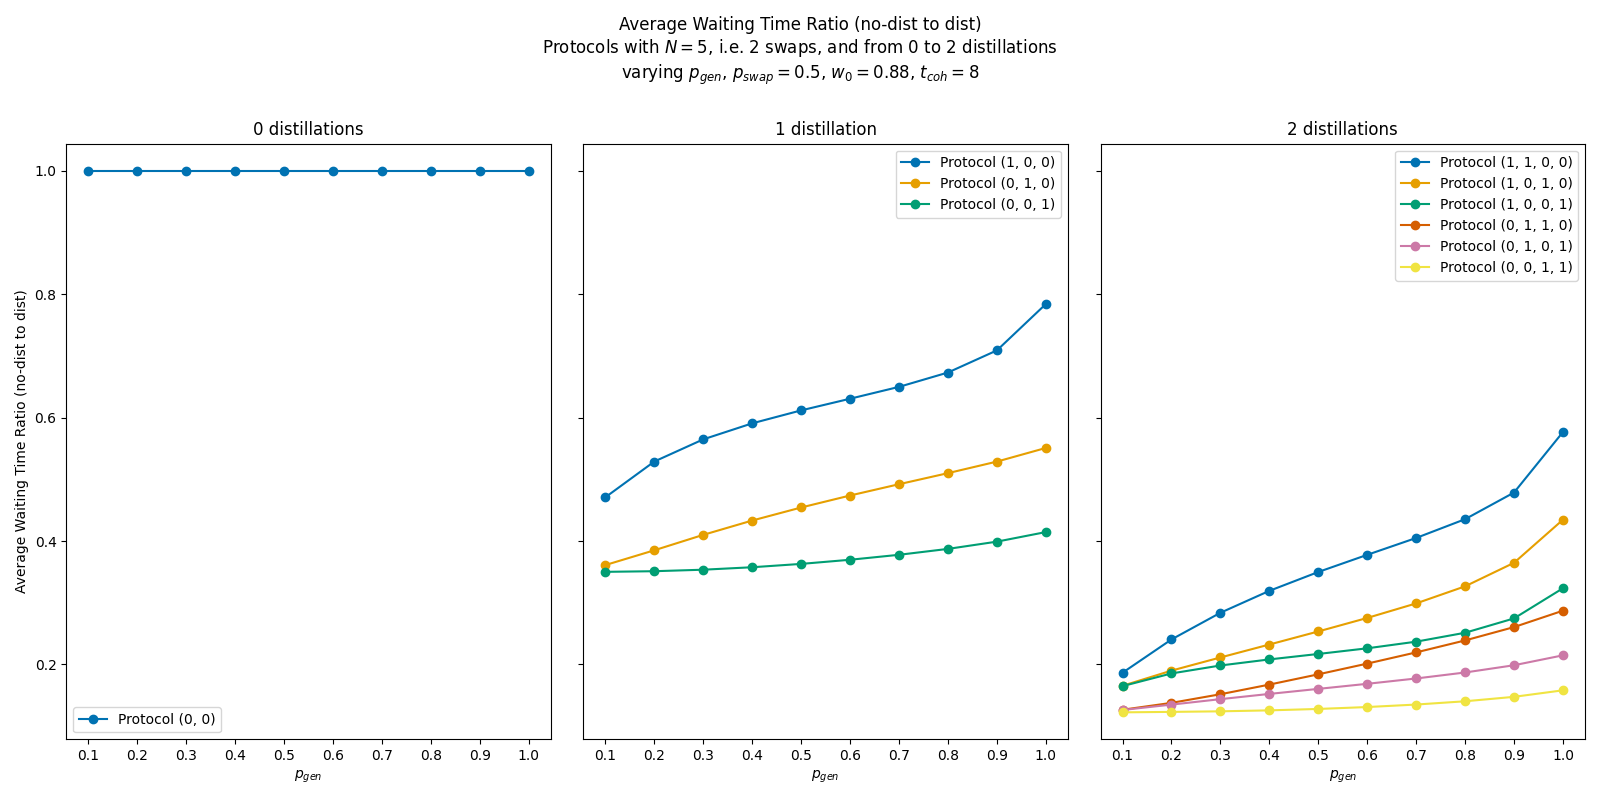 Average Waiting Time Ratio (no-dist to dist)
Protocols with N = 5, i.e. 2 swaps, and from 0 to 2 distillations
varying p_gen, p_swap = 0.5, w_0 = 0.88, t_coh = 8
0 distillations
1 distillation
2 distillations
Average Waiting Time Ratio (no-dist to dist)
1.0
0.8
0.6
0.4
0.2
Protocol (0, 0)
0.1 0.2 0.3 0.4 0.5 0.6 0.7 0.8 0.9 1.0
p_gen
Protocol (1, 0, 0)
Protocol (0, 1, 0)
Protocol (0, 0, 1)
0.1 0.2 0.3 0.4 0.5 0.6 0.7 0.8 0.9 1.0
p_gen
Protocol (1, 1, 0, 0)
Protocol (1, 0, 1, 0)
Protocol (1, 0, 0, 1)
Protocol (0, 1, 1, 0)
Protocol (0, 1, 0, 1)
Protocol (0, 0, 1, 1)
0.1 0.2 0.3 0.4 0.5 0.6 0.7 0.8 0.9 1.0
p_gen